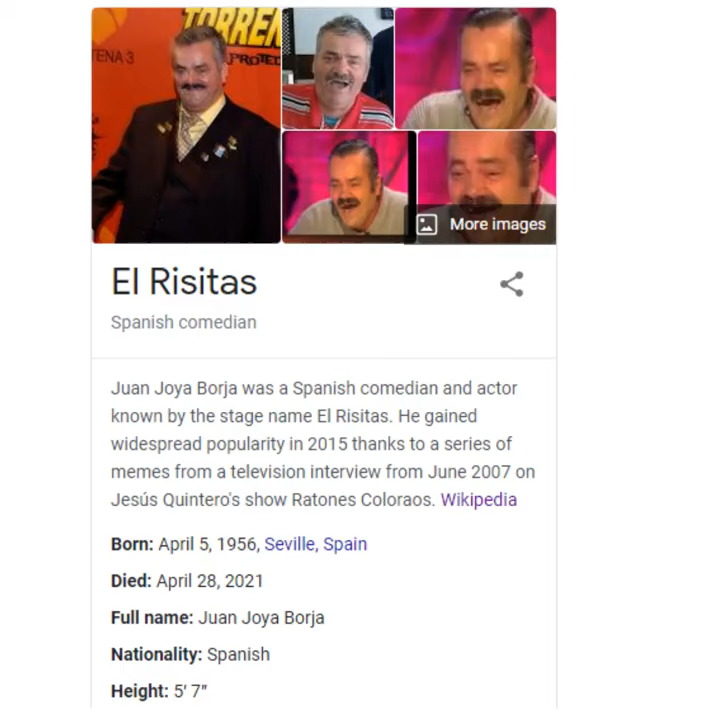 TORREN
TENA 3
PROTEG
More images
El Risitas
Spanish comedian
Juan Joya Borja was a Spanish comedian and actor
known by the stage name El Risitas. He gained
widespread popularity in 2015 thanks to a series of
memes from a television interview from June 2007 on
Jesús Quintero's show Ratones Coloraos. Wikipedia
Born: April 5, 1956, Seville, Spain
Died: April 28, 2021
Full name: Juan Joya Borja
Nationality: Spanish
Height: 5′ 7″